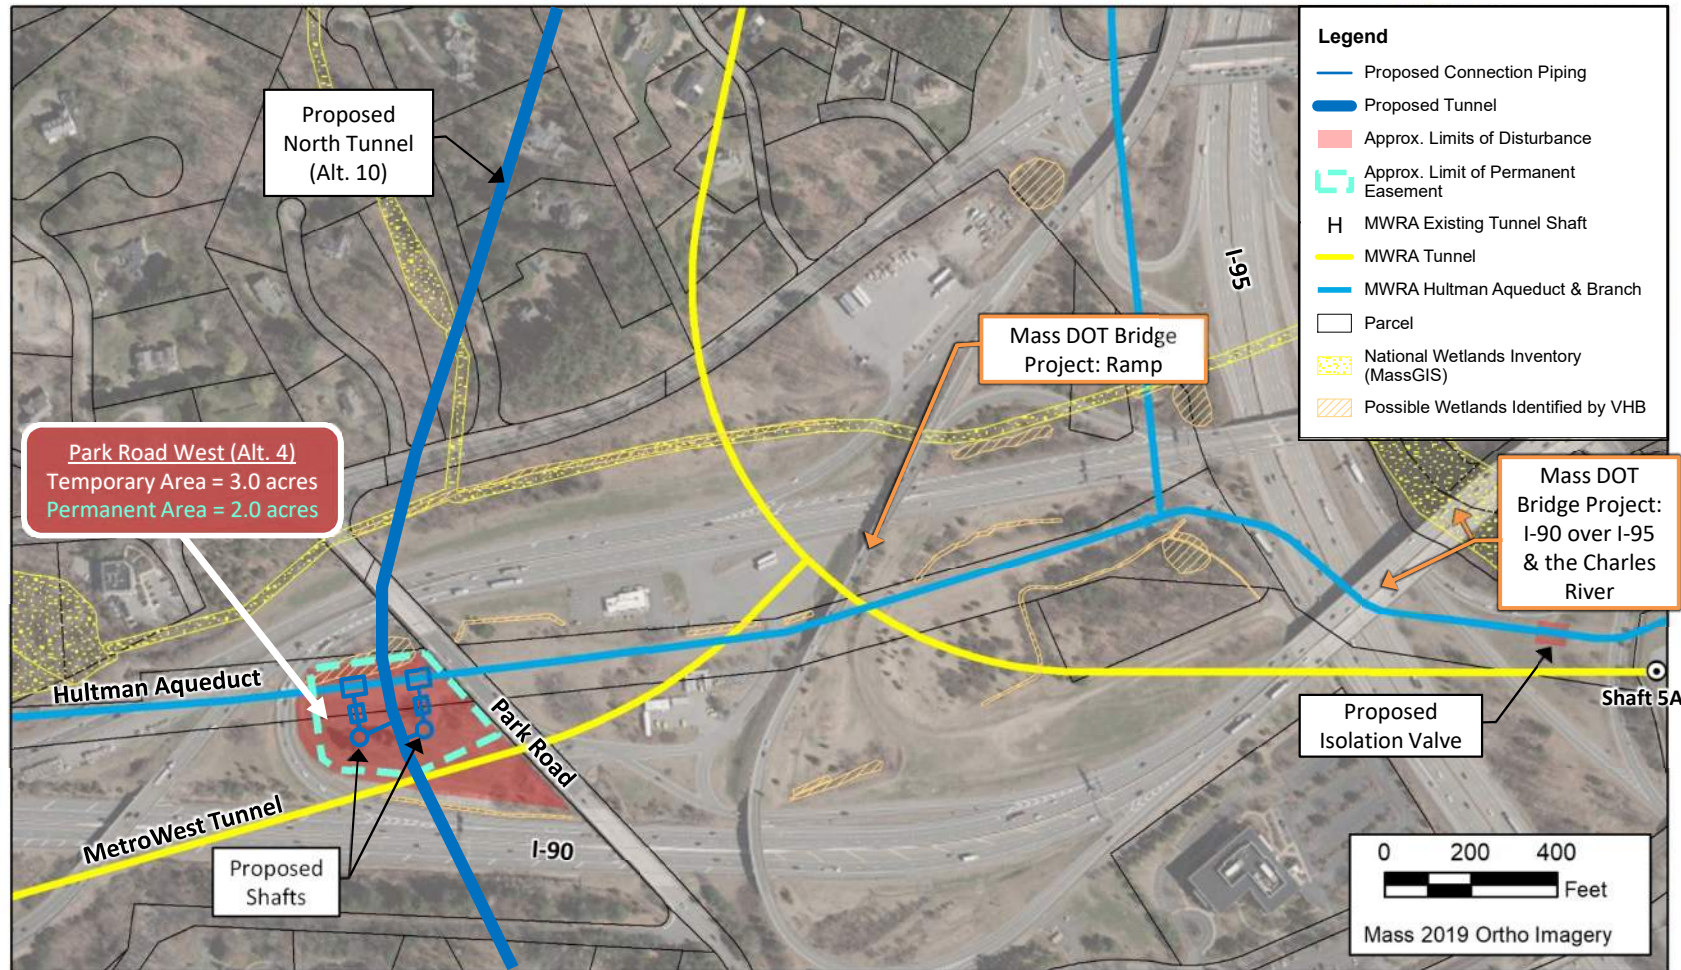 Legend
Proposed Connection Piping
Proposed Tunnel
Approx. Limits of Disturbance
Approx. Limit of Permanent
Easement
H MWRA Existing Tunnel Shaft
MWRA Tunnel
MWRA Hultman Aqueduct & Branch
Parcel
National Wetlands Inventory
(MassGIS)
Possible Wetlands Identified by VHB
Proposed
North Tunnel
(Alt. 10)
I-95
Mass DOT Bridge
Project: Ramp
Park Road West (Alt. 4)
Temporary Area = 3.0 acres
Permanent Area = 2.0 acres
Mass DOT
Bridge Project:
I-90 over I-95
& the Charles
River
Hultman Aqueduct
Park Road
Shaft 5A
Proposed
Isolation Valve
MetroWest Tunnel
I-90
Proposed
Shafts
0 200 400
Feet
Mass 2019 Ortho Imagery